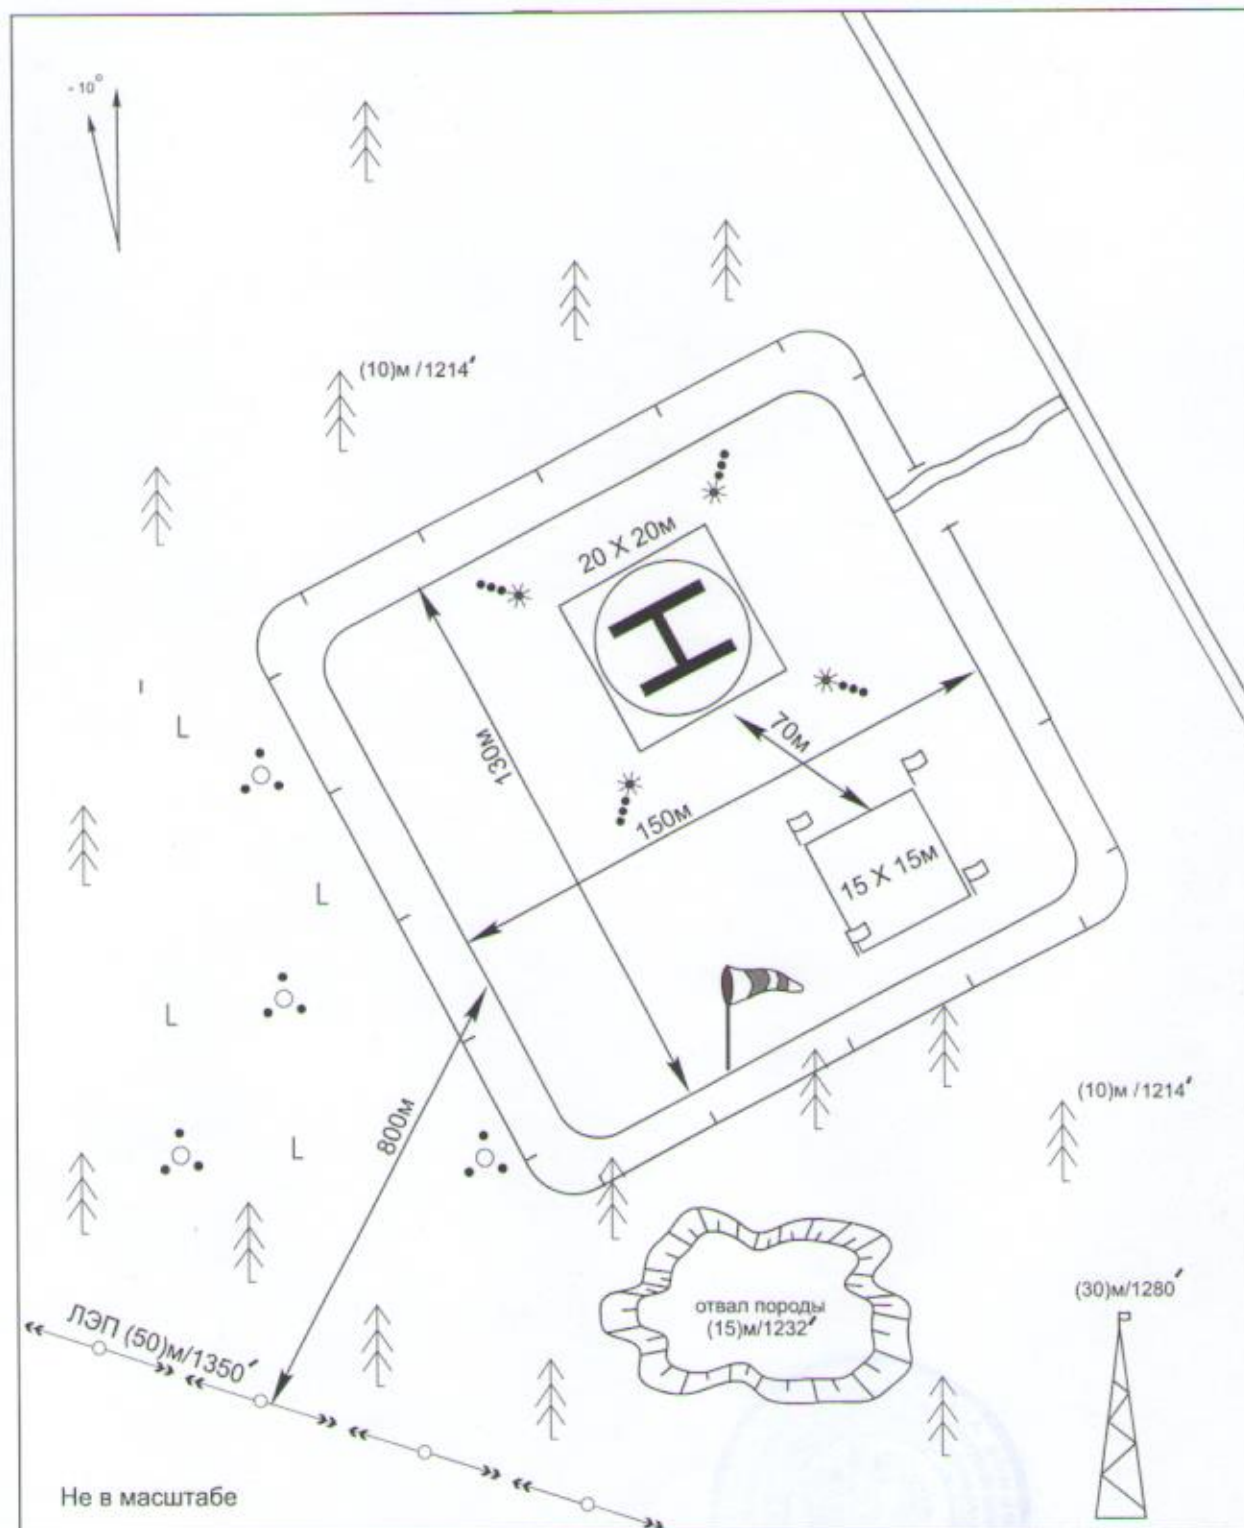 - 10°
(10)м /1214′
20 X 20м
H
130м
70м
150м
15 X 15м
800м
(10)м /1214′
ЛЭП (50)м/1350′
отвал породы
(15)м/1232′
(30)м/1280′
Не в масштабе